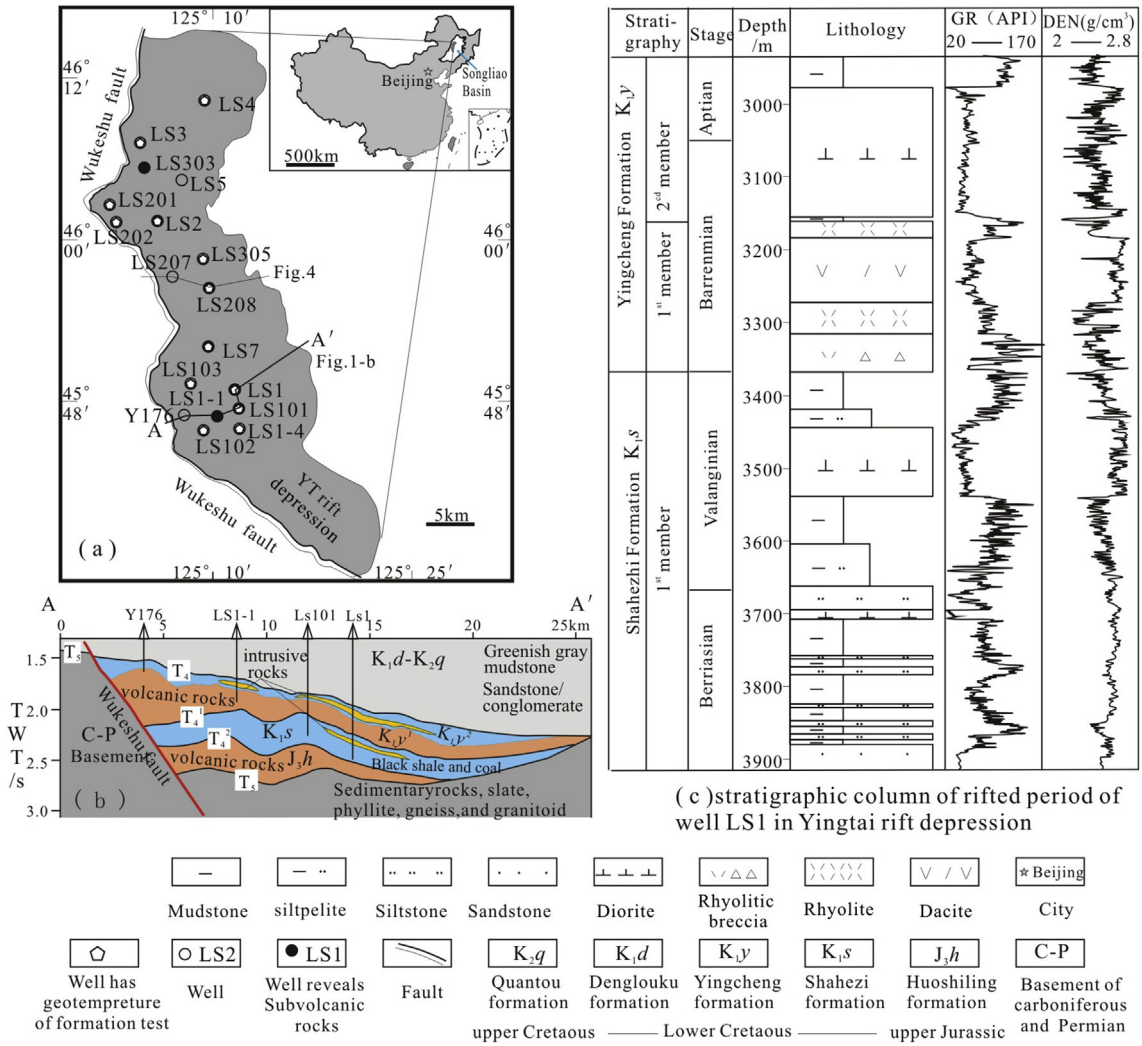 125° 10′
46° 12′
46° 00′
45° 48′
Wukeshu fault
LS4
LS3
LS303
LS5
LS201
LS2
LS202
LS305
LS207
Fig.4
LS208
LS7
A′
Fig.1-b
LS103
LS1
LS1-1
LS101
Y176
A
LS1-4
LS102
YT rift
depression
Wukeshu fault
5km
(a)
125° 10′
125° 25′
Beijing
Songliao
Basin
500km
A
A′
Y176
LS1-1
Ls101
Ls1
0
5
10
15
20
25km
1.5
2.0
2.5
3.0
T
W
T
/s
T₅
T₄
intrusive
rocks
K₁d-K₂q
Greenish gray
mudstone
Sandstone/
conglomerate
volcanic rocks
Wukeshu fault
T₄¹
K₁s
K₁y¹
K₁y²
C-P
Basement
T₄²
volcanic rocks
J₃h
Black shale and coal
T₅
Sedimentaryrocks, slate,
phyllite, gneiss,and granitoid
(b)
Strati-
graphy
Stage
Depth
/m
Lithology
GR（API）
20
170
DEN(g/cm³)
2
2.8
Yingcheng Formation K₁y
2ᶜᵈ member
1ˢᵗ member
Shahezhi Formation K₁s
1ˢᵗ member
Aptian
Barrenmian
Valanginian
Berriasian
3000
3100
3200
3300
3400
3500
3600
3700
3800
3900
(c)stratigraphic column of rifted period of
well LS1 in Yingtai rift depression
Mudstone
siltpelite
Siltstone
Sandstone
Diorite
Rhyolitic
breccia
Rhyolite
Dacite
Beijing
City
Well has
geotempreture
of formation test
LS2
Well
LS1
Well reveals
Subvolcanic
rocks
Fault
K₂q
Quantou
formation
K₁d
Denglouku
formation
K₁y
Yingcheng
formation
K₁s
Shahezi
formation
J₃h
Huoshiling
formation
C-P
Basement of
carboniferous
and Permian
upper Cretaous
Lower Cretaous
upper Jurassic